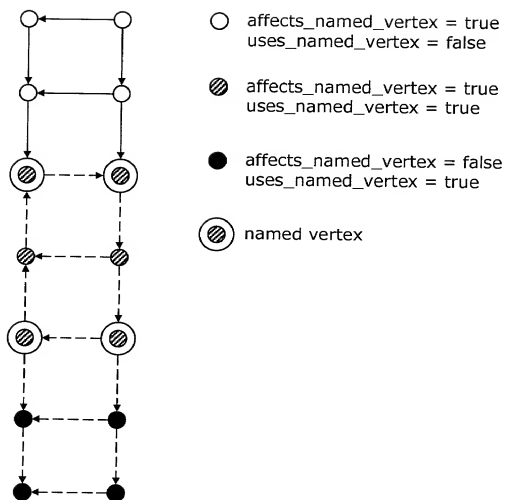 affects_named_vertex = true
uses_named_vertex = false
affects_named_vertex = true
uses_named_vertex = true
affects_named_vertex = false
uses_named_vertex = true
named vertex